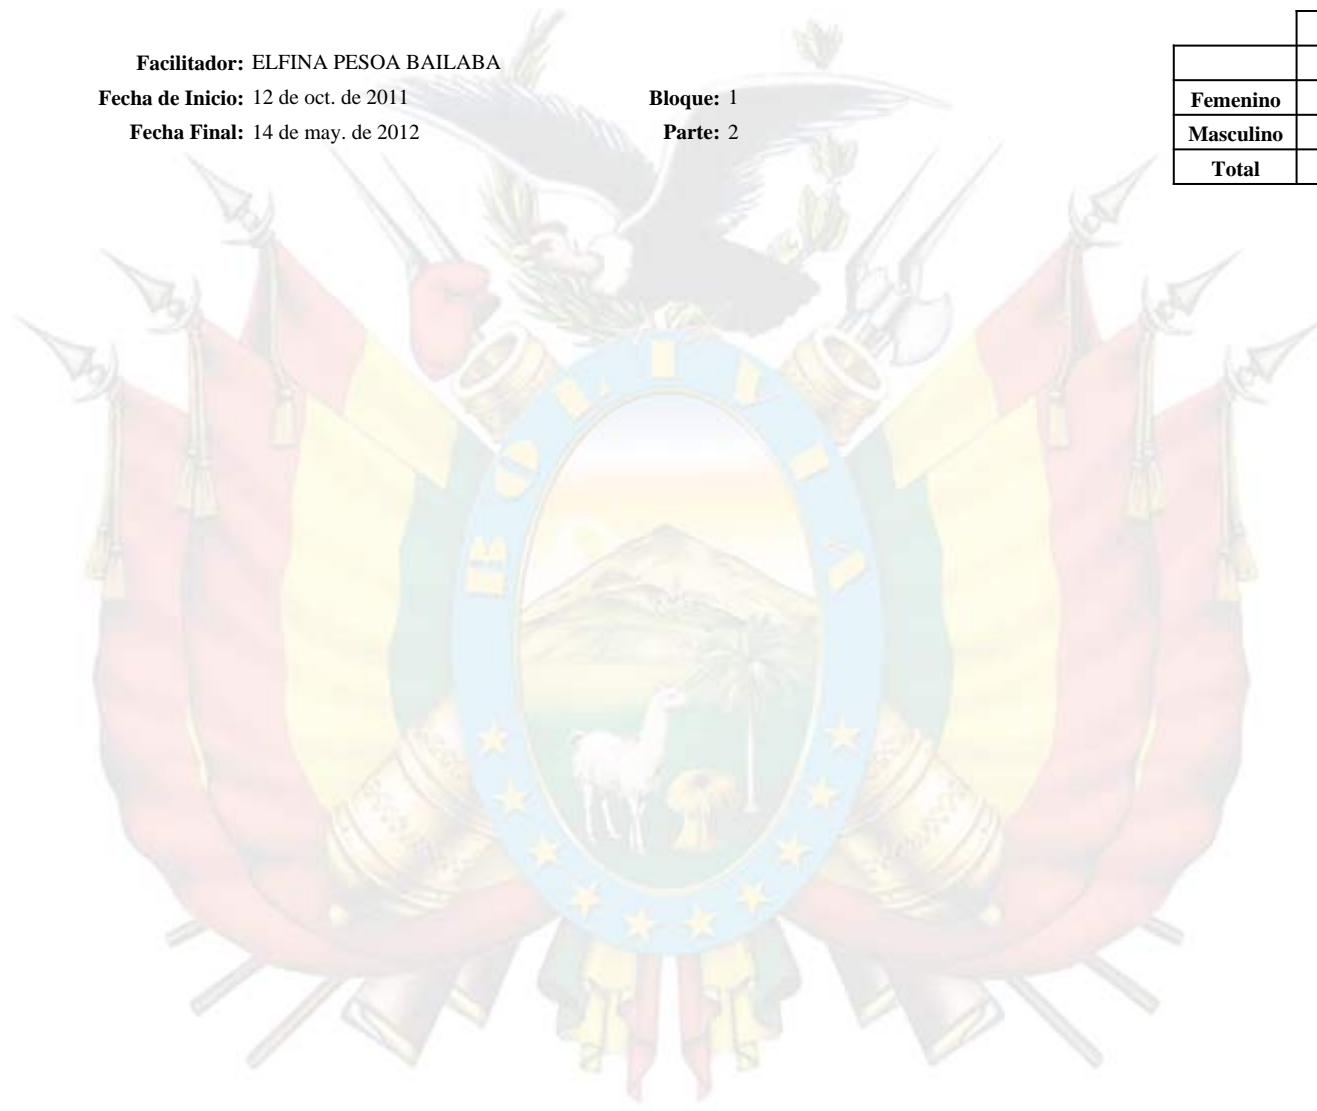 Facilitador: ELFINA PESOA BAILABA
Fecha de Inicio: 12 de oct. de 2011 Bloque: 1
Fecha Final: 14 de may. de 2012 Parte: 2
Femenino
Masculino
Total
BOLIVIA